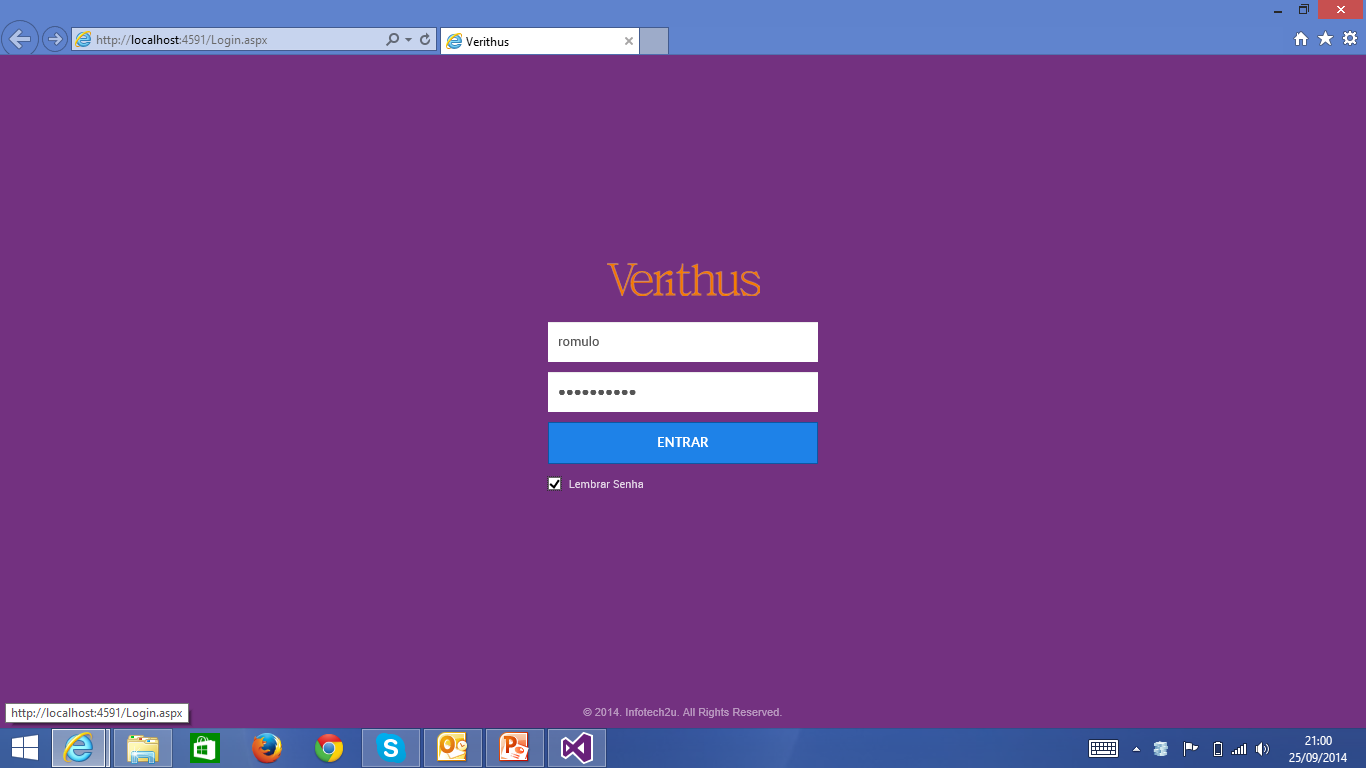 http://localhost:4591/Login.aspx
Verithus
Verithus
romulo
ENTRAR
Lembrar Senha
© 2014. Infotech2u. All Rights Reserved.
http://localhost:4591/Login.aspx
21:00
25/09/2014